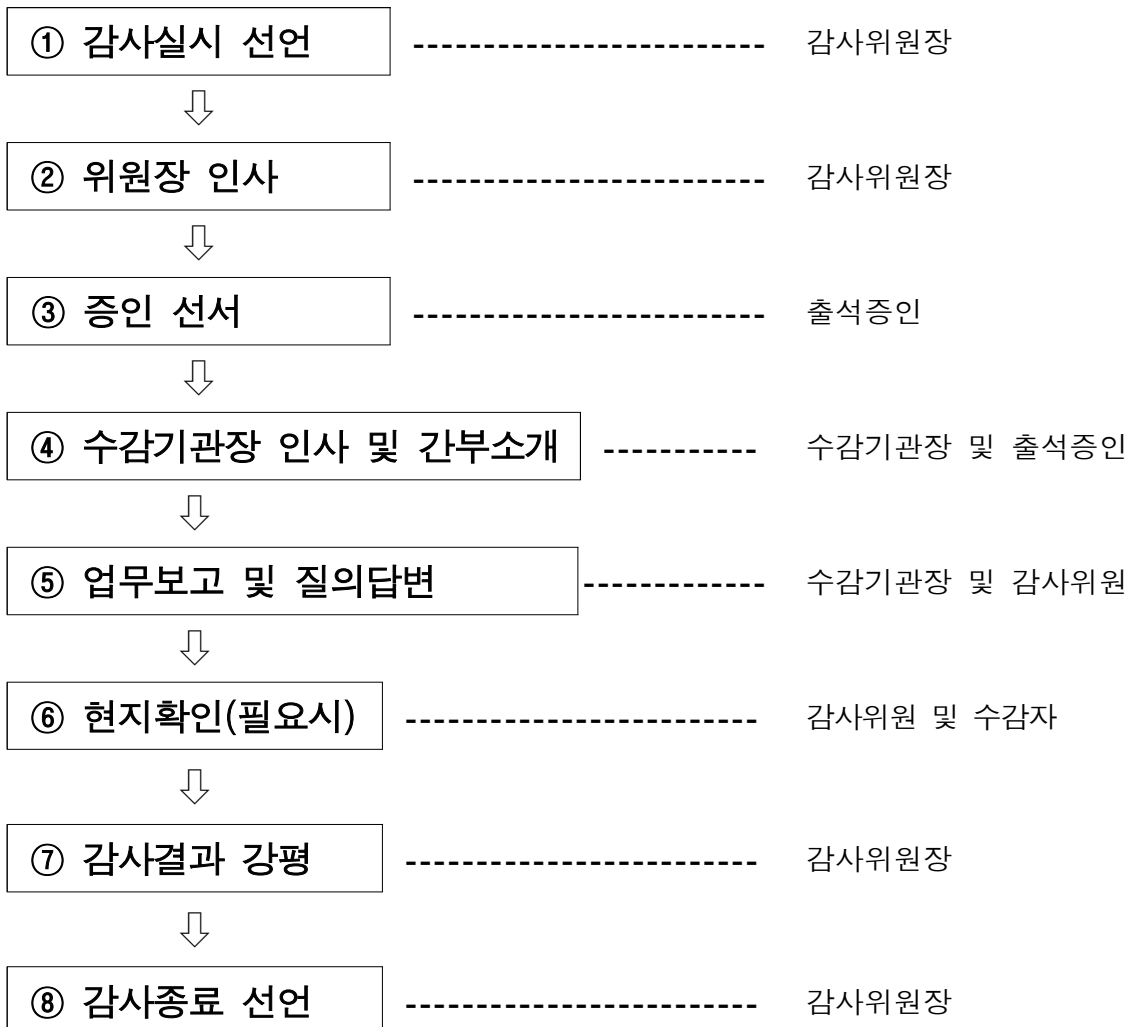 ① 감사실시 선언 ------------------------- 감사위원장
⇩
② 위원장 인사 ------------------------- 감사위원장
⇩
③ 증인 선서 ------------------------- 출석증인
⇩
④ 수감기관장 인사 및 간부소개 ----------- 수감기관장 및 출석증인
⇩
⑤ 업무보고 및 질의답변 ------------- 수감기관장 및 감사위원
⇩
⑥ 현지확인(필요시) ------------------------- 감사위원 및 수감자
⇩
⑦ 감사결과 강평 ------------------------- 감사위원장
⇩
⑧ 감사종료 선언 ------------------------- 감사위원장